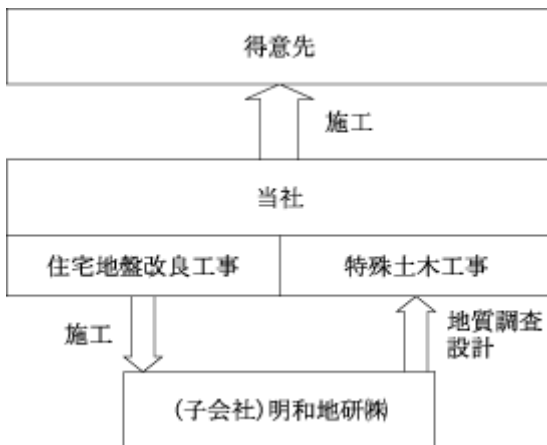 得意先
施工
当社
住宅地盤改良工事
特殊土木工事
施工
地質調査
設計
(子会社)明和地研㈱